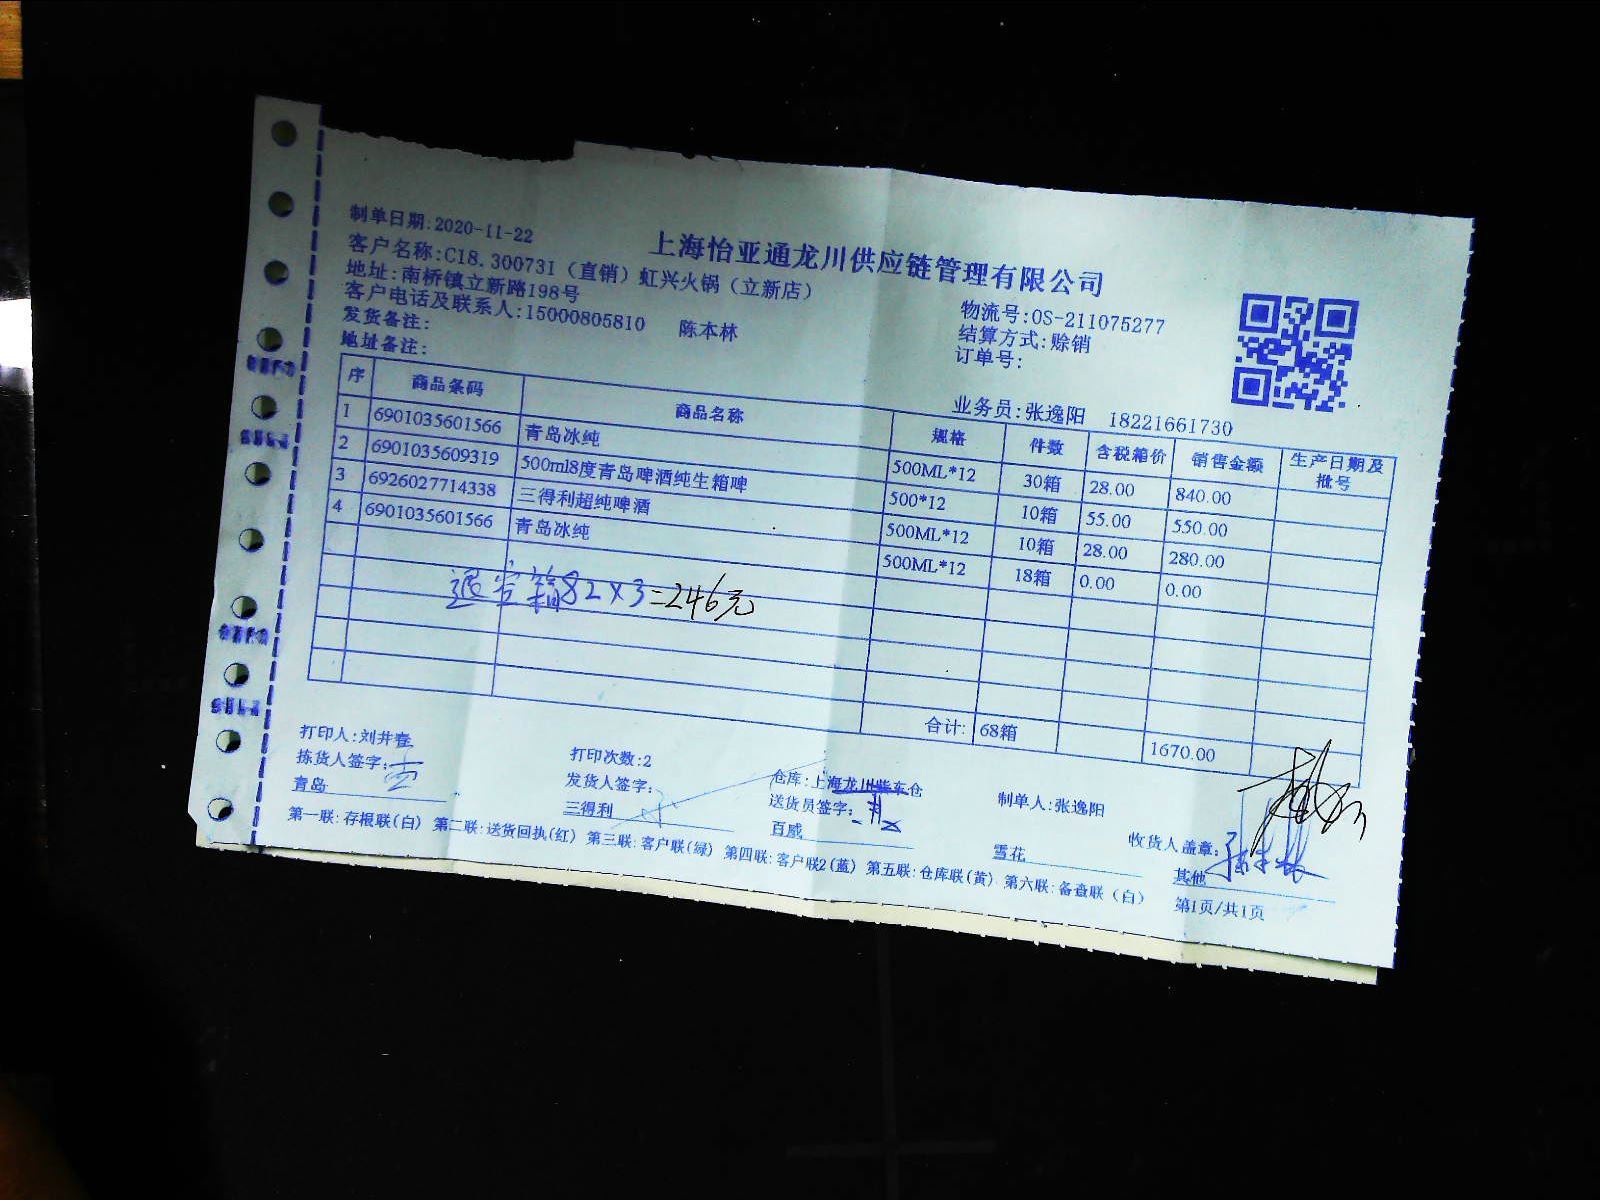 上海怡亚通龙川供应链管理有限公司
制单日期:2020-11-22
客户名称:C18.300731（直销）虹兴火锅（立新店）
地址:南桥镇立新路198号
客户电话及联系人:15000805810 陈本林
发货备注:
地址备注:
物流号:OS-211075277
结算方式:赊销
订单号:
业务员:张逸阳 18221661730
序 商品条码 商品名称 规格 件数 含税箱价 销售金额 生产日期及批号
1 6901035601566 青岛冰纯 500ML*12 30箱 28.00 840.00
2 6901035609319 500ml8度青岛啤酒纯生箱啤 500*12 10箱 55.00 550.00
3 6926027714338 三得利超纯啤酒 500ML*12 10箱 28.00 280.00
4 6901035601566 青岛冰纯 500ML*12 18箱 0.00 0.00
退空箱82×3=246元
合计: 68箱 1670.00
打印人:刘井春 打印次数:2 仓库:上海龙川柴车仓 制单人:张逸阳
拣货人签字: 发货人签字: 送货员签字: 收货人盖章:
青岛 三得利 百威 雪花 其他
第一联:存根联(白) 第二联:送货回执(红) 第三联:客户联(绿) 第四联:客户联2(蓝) 第五联:仓库联(黄) 第六联:备查联（白） 第1页/共1页